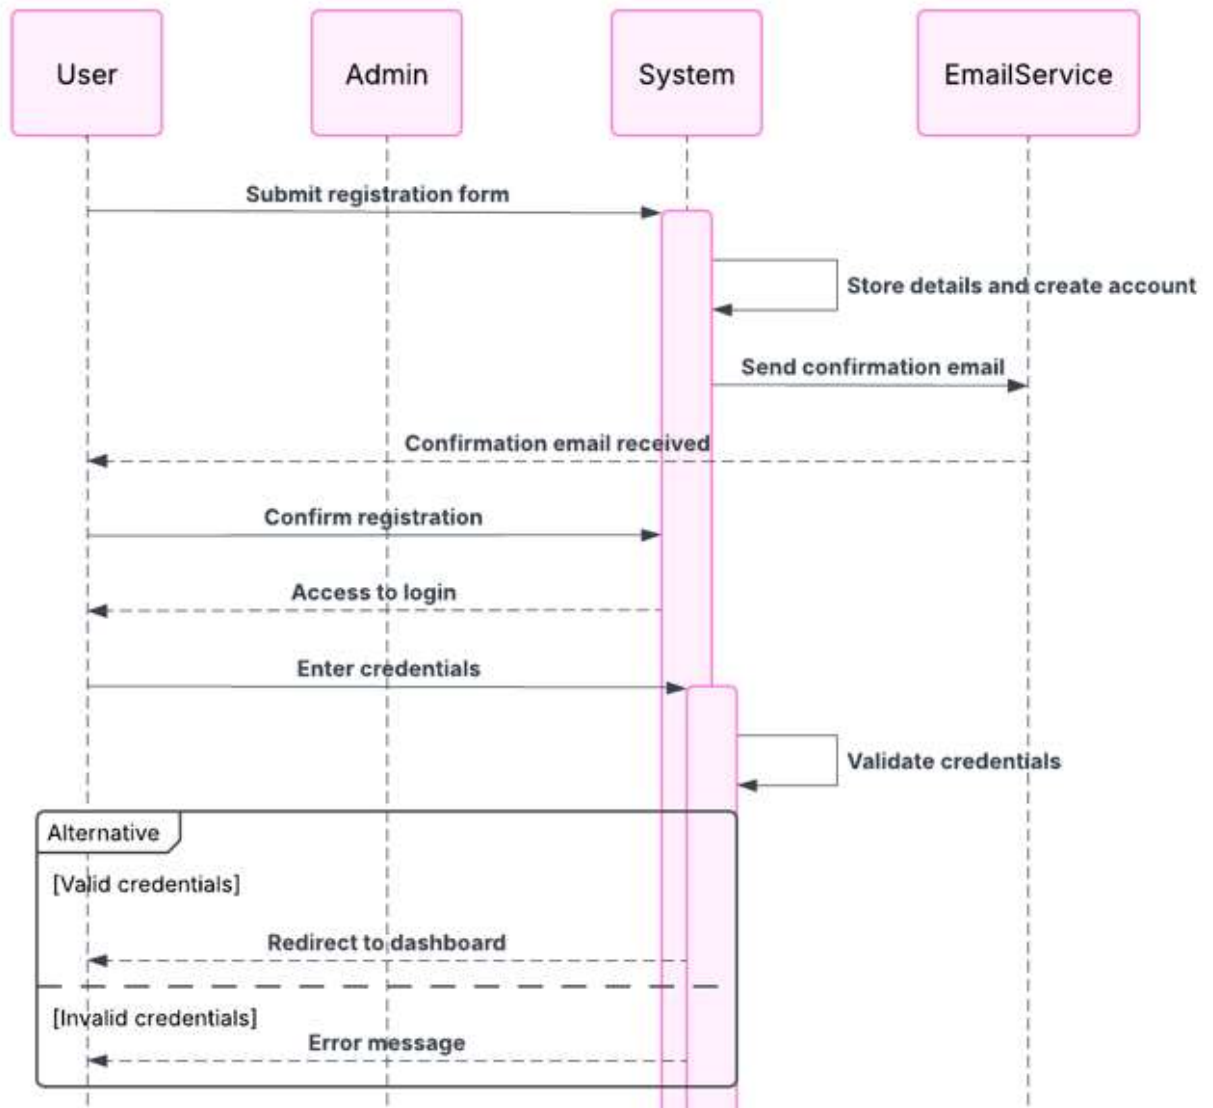 User
Admin
System
EmailService
Submit registration form
Store details and create account
Send confirmation email
Confirmation email received
Confirm registration
Access to login
Enter credentials
Validate credentials
Alternative
[Valid credentials]
Redirect to dashboard
[Invalid credentials]
Error message